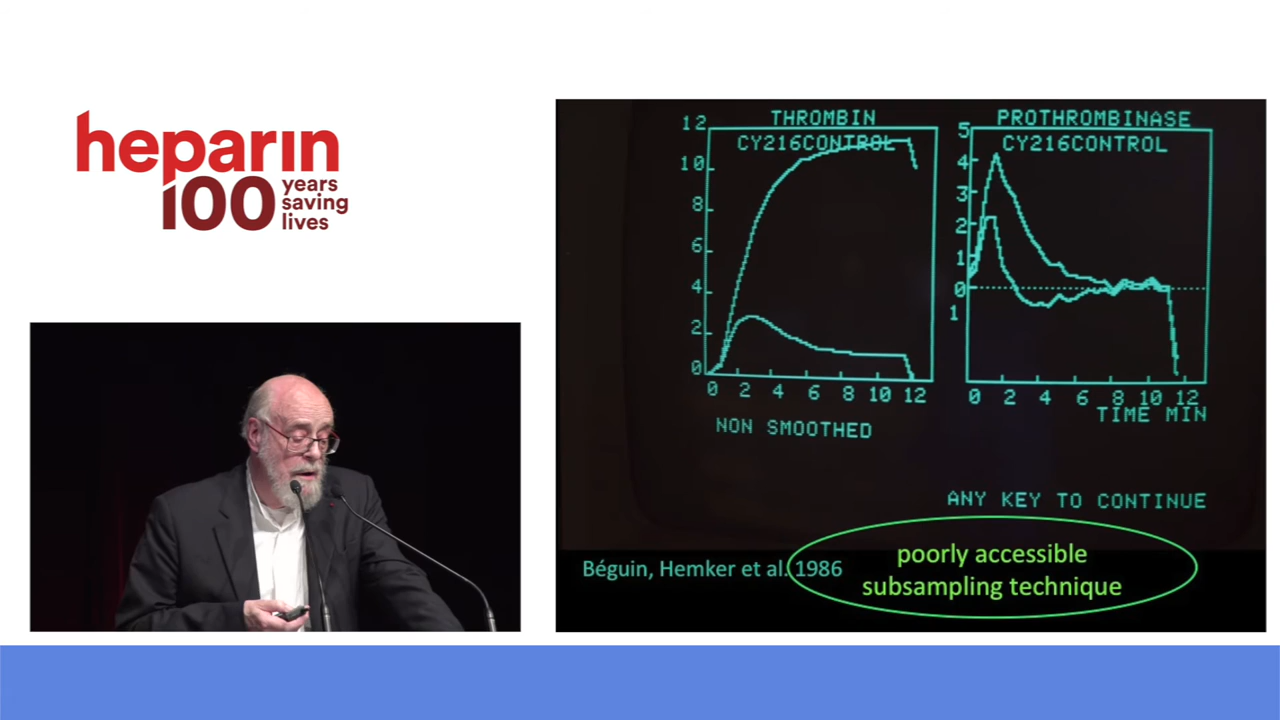 heparin
100 years
saving
lives
THROMBIN
CY216CONTROL
12
10
8
6
4
2
0
0 2 4 6 8 10 12
NON SMOOTHED
PROTHROMBINASE
CY216CONTROL
5
4
3
2
1
0
1
0 2 4 6 8 10 12
TIME MIN
ANY KEY TO CONTINUE
Béguin, Hemker et al. 1986
poorly accessible
subsampling technique